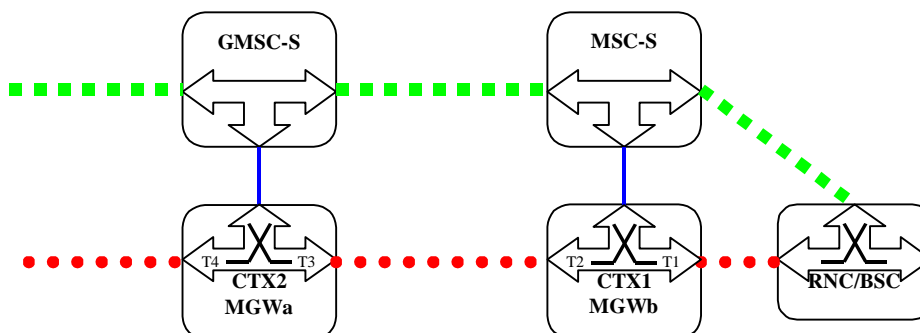 GMSC-S
MSC-S
T4
T3
CTX2
MGWa
T2
T1
CTX1
MGWb
RNC/BSC